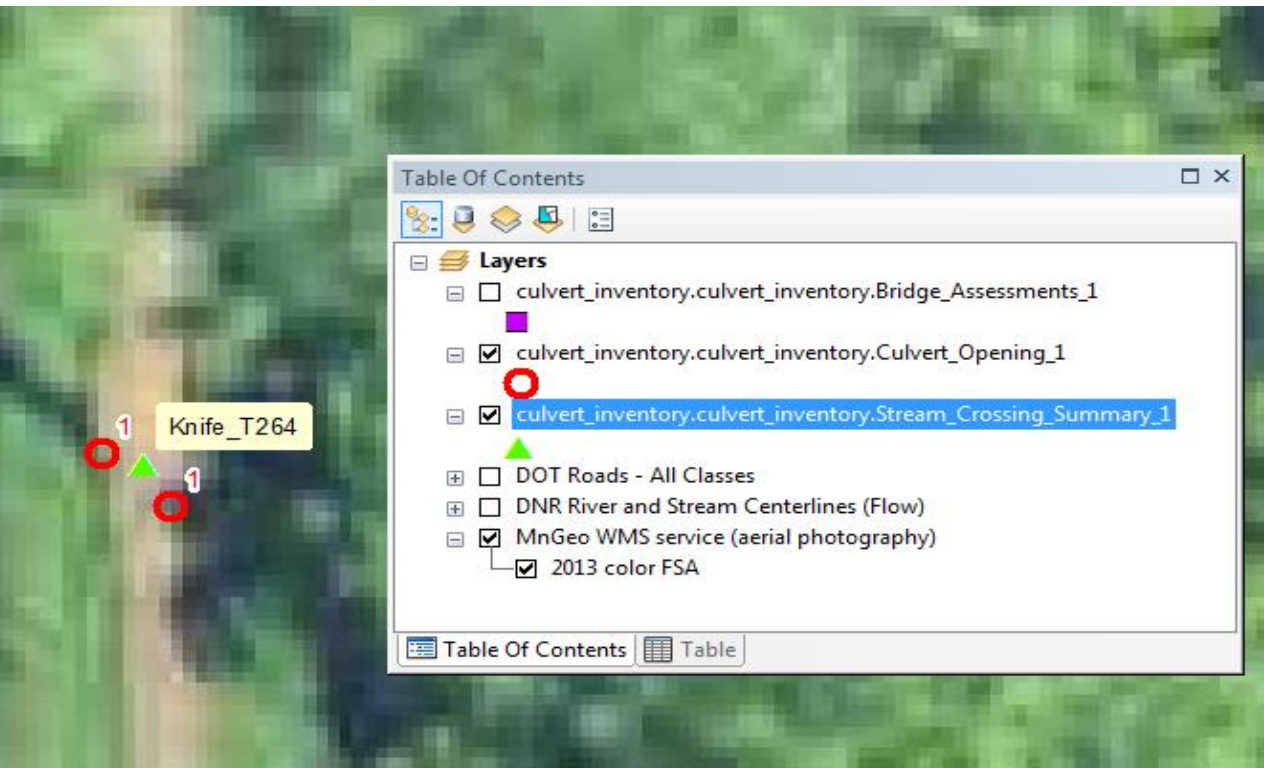 Table Of Contents
Layers
culvert_inventory.culvert_inventory.Bridge_Assessments_1
culvert_inventory.culvert_inventory.Culvert_Opening_1
culvert_inventory.culvert_inventory.Stream_Crossing_Summary_1
DOT Roads - All Classes
DNR River and Stream Centerlines (Flow)
MnGeo WMS service (aerial photography)
2013 color FSA
Table Of Contents Table
1
Knife_T264
1